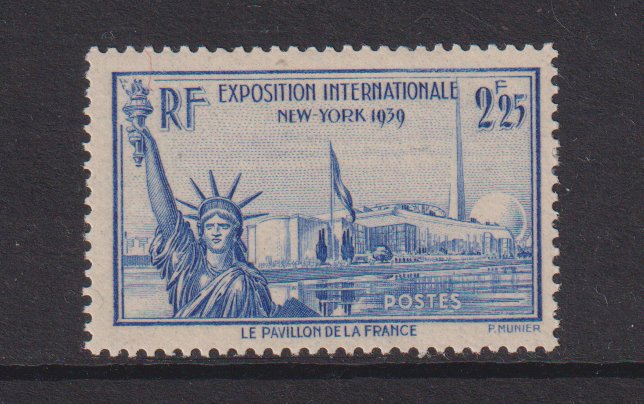 RF EXPOSITION INTERNATIONALE 2F25
NEW-YORK 1939
POSTES
LE PAVILLON DE LA FRANCE P. MUNIER